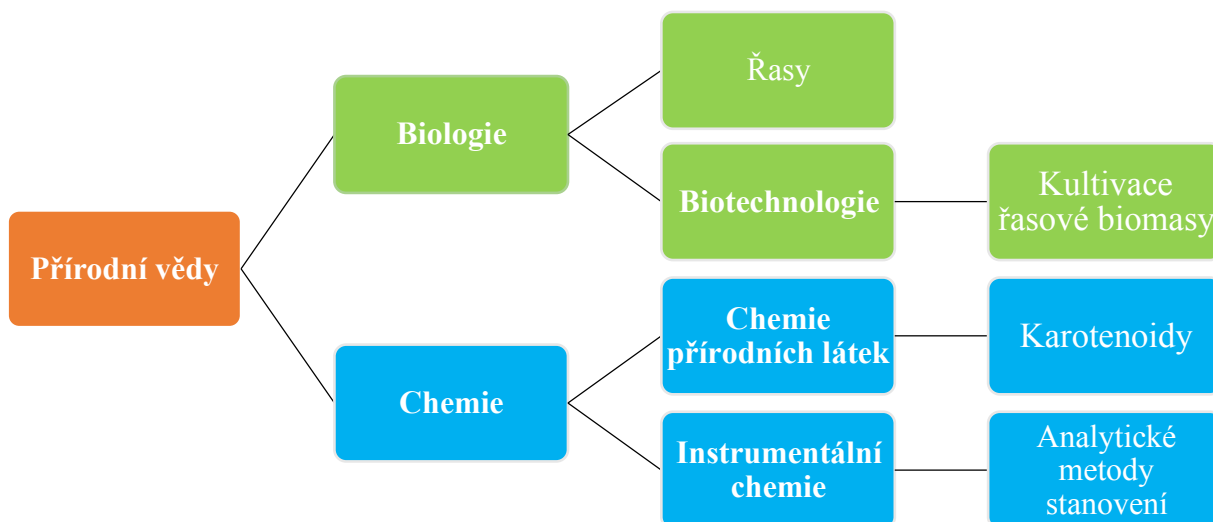 Řasy
Biologie
Biotechnologie
Kultivace
řasové biomasy
Přírodní vědy
Chemie
přírodních látek
Karotenoidy
Chemie
Instrumentální
chemie
Analytické
metody
stanovení